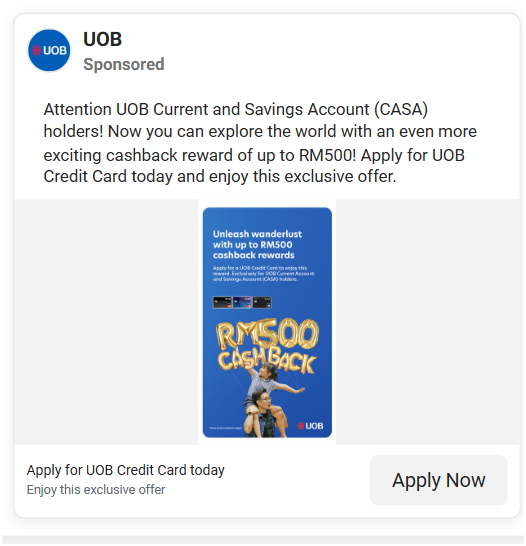 UOB
UOB
Sponsored
Attention UOB Current and Savings Account (CASA)
holders! Now you can explore the world with an even more
exciting cashback reward of up to RM500! Apply for UOB
Credit Card today and enjoy this exclusive offer.
Unleash wanderlust
with up to RM500
cashback rewards
Apply for a UOB Credit Card to enjoy this
reward. Exclusively for UOB Current Account
and Savings Account (CASA) holders.
RM500
CASHBACK
UOB
Apply for UOB Credit Card today
Enjoy this exclusive offer
Apply Now